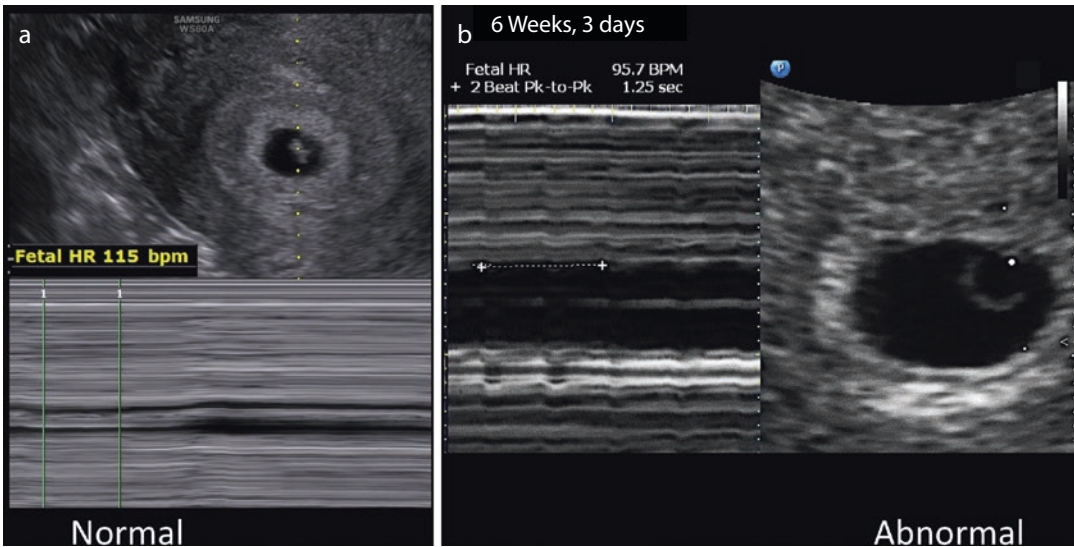 a
SAMSUNG
WS80A
Fetal HR 115 bpm
1 1
Normal
b
6 Weeks, 3 days
Fetal HR 95.7 BPM
+ 2 Beat Pk-to-Pk 1.25 sec
P
Abnormal